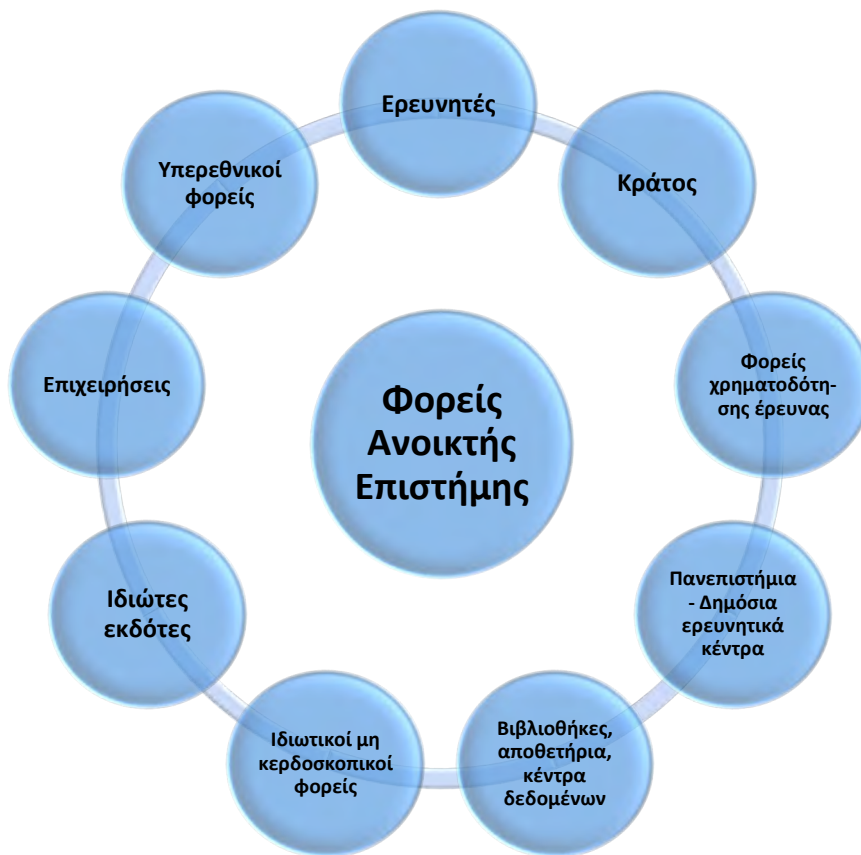 Ερευνητές
Κράτος
Φορείς
χρηματοδότη-
σης έρευνας
Πανεπιστήμια
- Δημόσια
ερευνητικά
κέντρα
Βιβλιοθήκες,
αποθετήρια,
κέντρα
δεδομένων
Ιδιωτικοί μη
κερδοσκοπικοί
φορείς
Ιδιώτες
εκδότες
Επιχειρήσεις
Υπερεθνικοί
φορείς
Φορείς
Ανοικτής
Επιστήμης